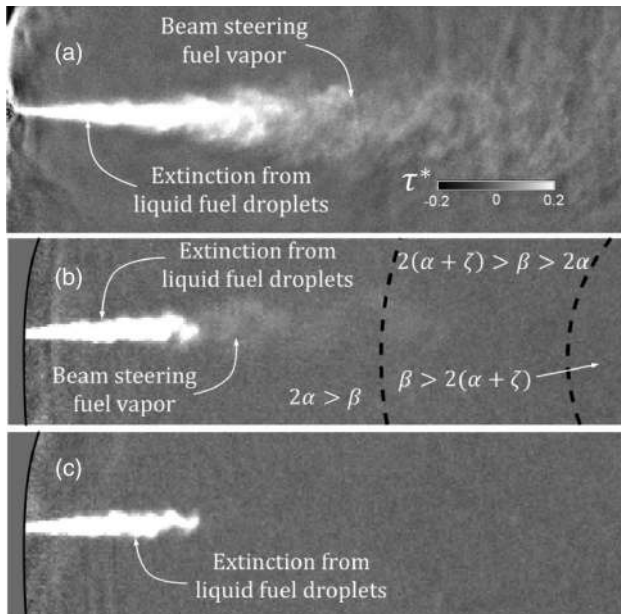 (a)
Beam steering
fuel vapor
Extinction from
liquid fuel droplets
τ*
-0.2 0 0.2
(b)
Extinction from
liquid fuel droplets
2(α + ζ) > β > 2α
Beam steering
fuel vapor
2α > β
β > 2(α + ζ)
(c)
Extinction from
liquid fuel droplets